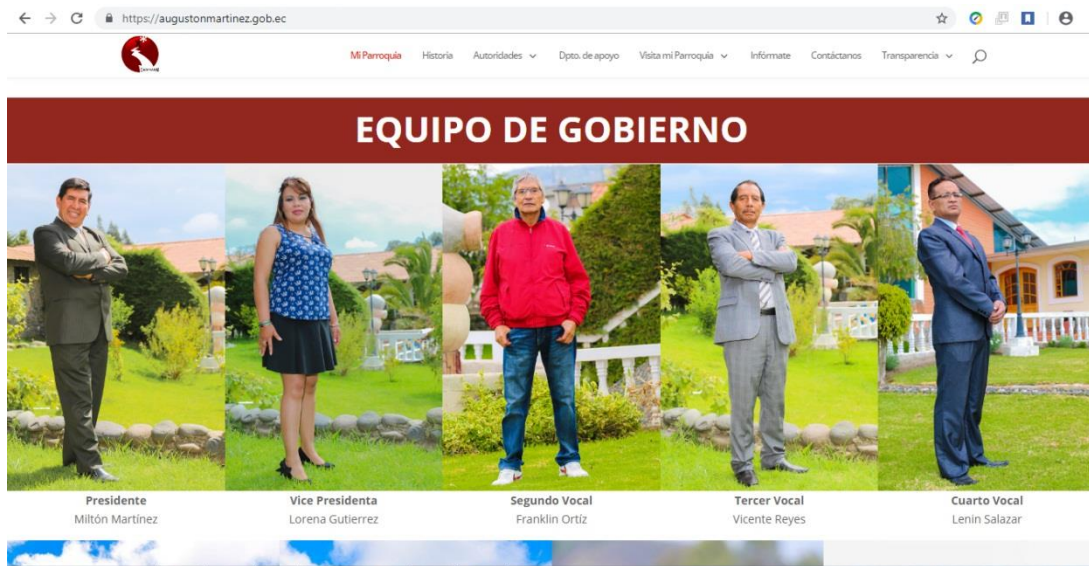 https://augustonmartinez.gob.ec
Mi Parroquia Historia Autoridades Dpto. de apoyo Visita mi Parroquia Infórmate Contáctanos Transparencia
EQUIPO DE GOBIERNO
Presidente Vice Presidenta Segundo Vocal Tercer Vocal Cuarto Vocal
Miltón Martínez Lorena Gutierrez Franklin Ortíz Vicente Reyes Lenin Salazar